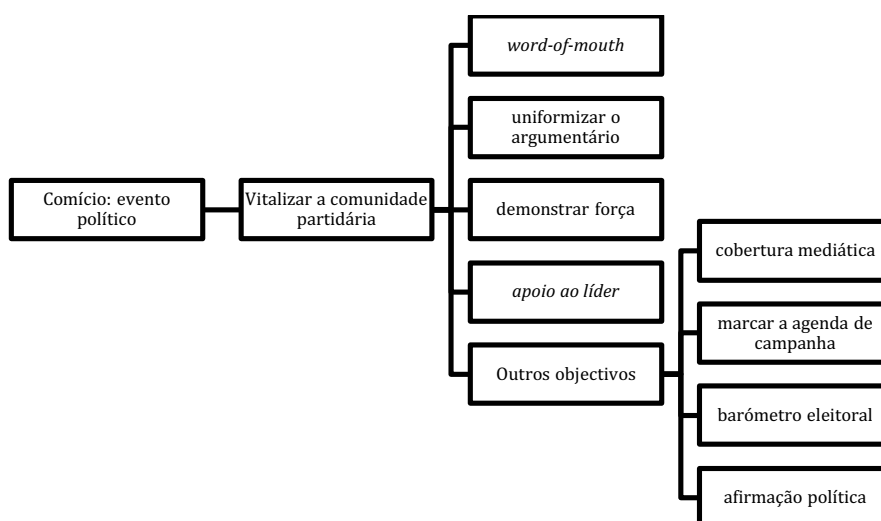 Comício: evento
político
Vitalizar a comunidade
partidária
word-of-mouth
uniformizar o
argumentário
demonstrar força
apoio ao líder
Outros objectivos
cobertura mediática
marcar a agenda de
campanha
barómetro eleitoral
afirmação política